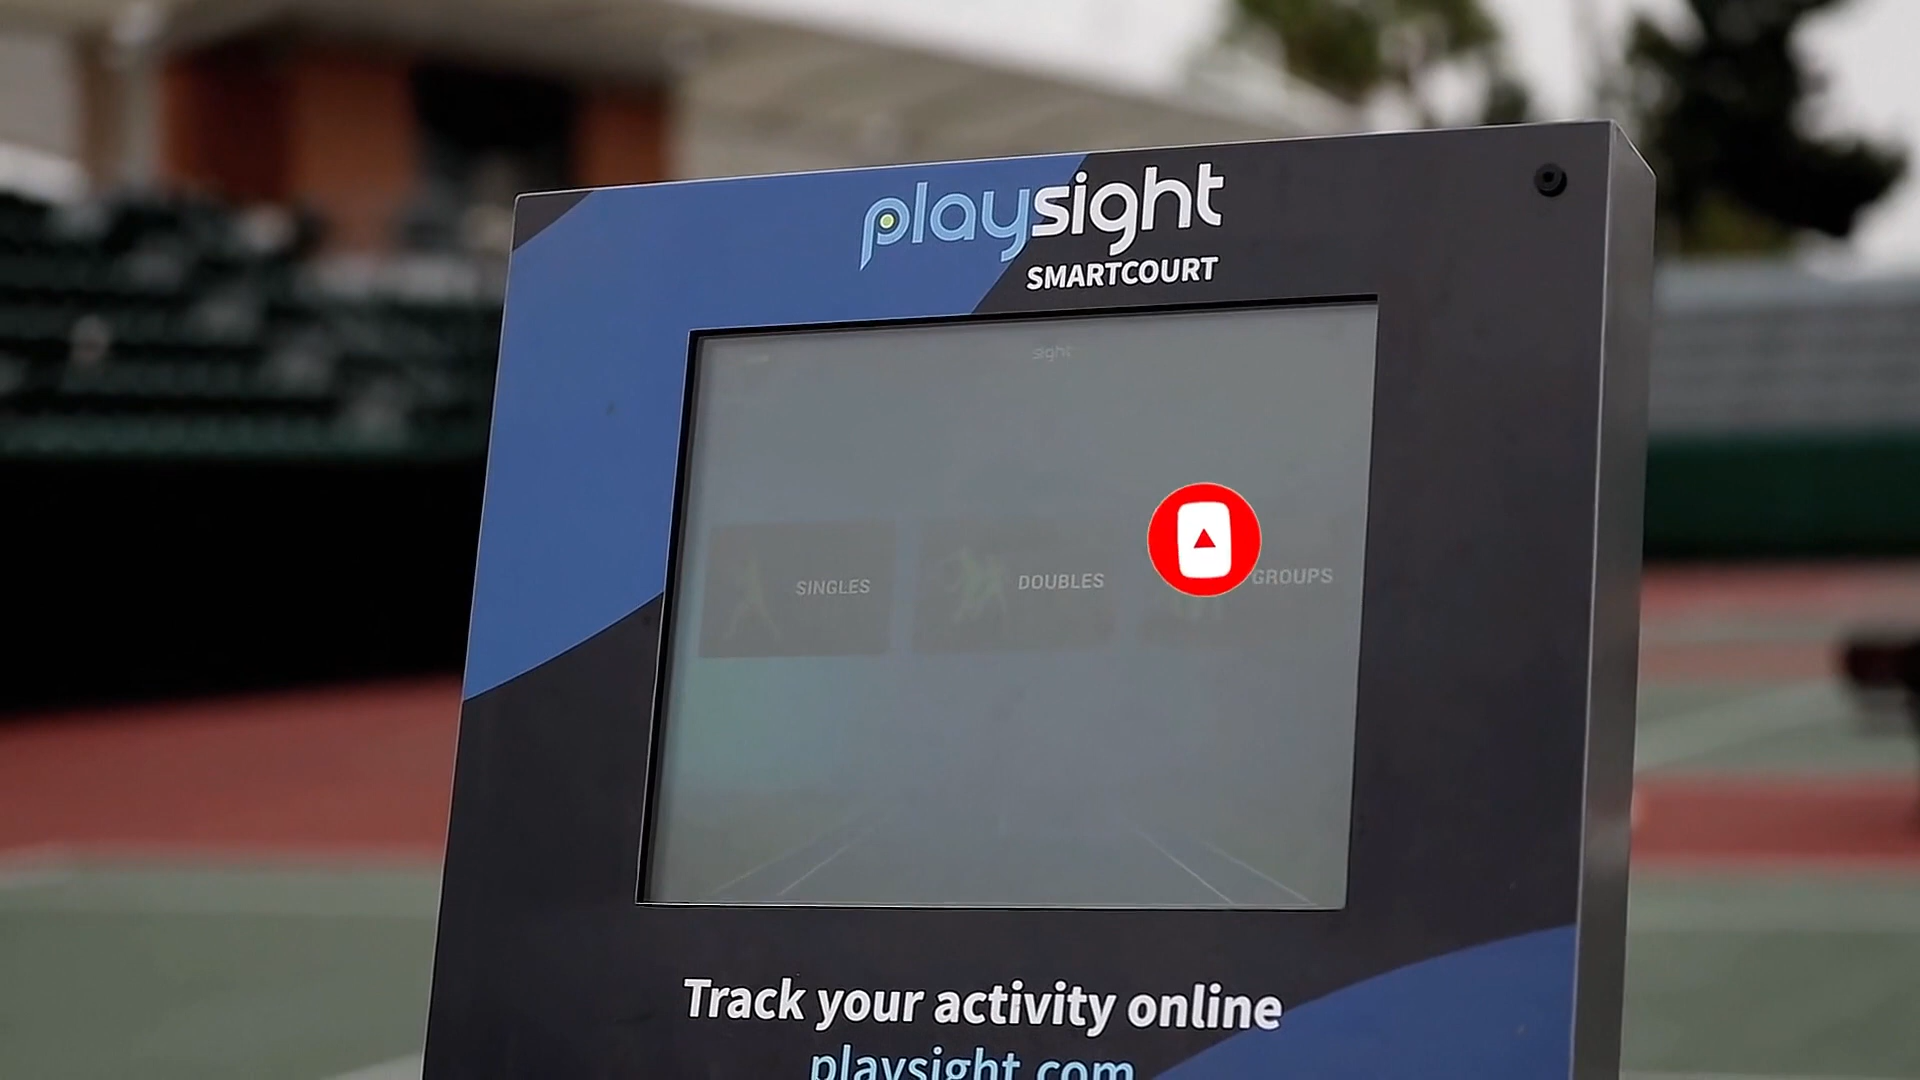 playsight
SMARTCOURT
sight
SINGLES
DOUBLES
GROUPS
Track your activity online
playsight.com